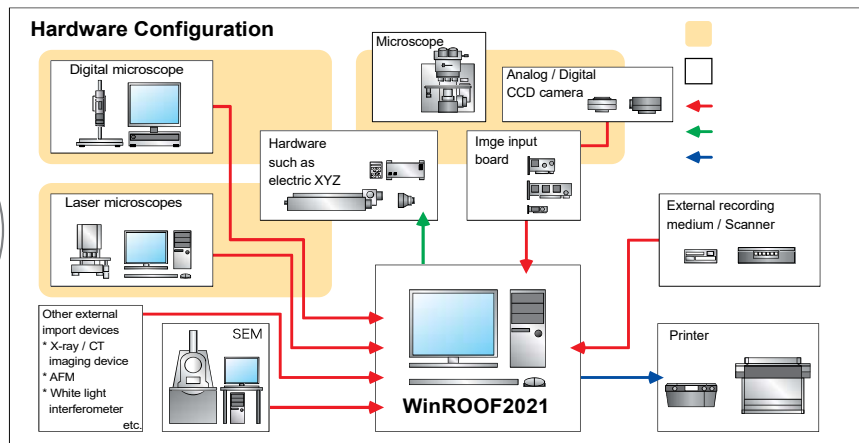 Hardware Configuration
Digital microscope
Microscope
Analog / Digital
CCD camera
Hardware
such as
electric XYZ
Imge input
board
Laser microscopes
External recording
medium / Scanner
Other external
import devices
* X-ray / CT
imaging device
* AFM
* White light
interferometer
etc.
SEM
WinROOF2021
Printer